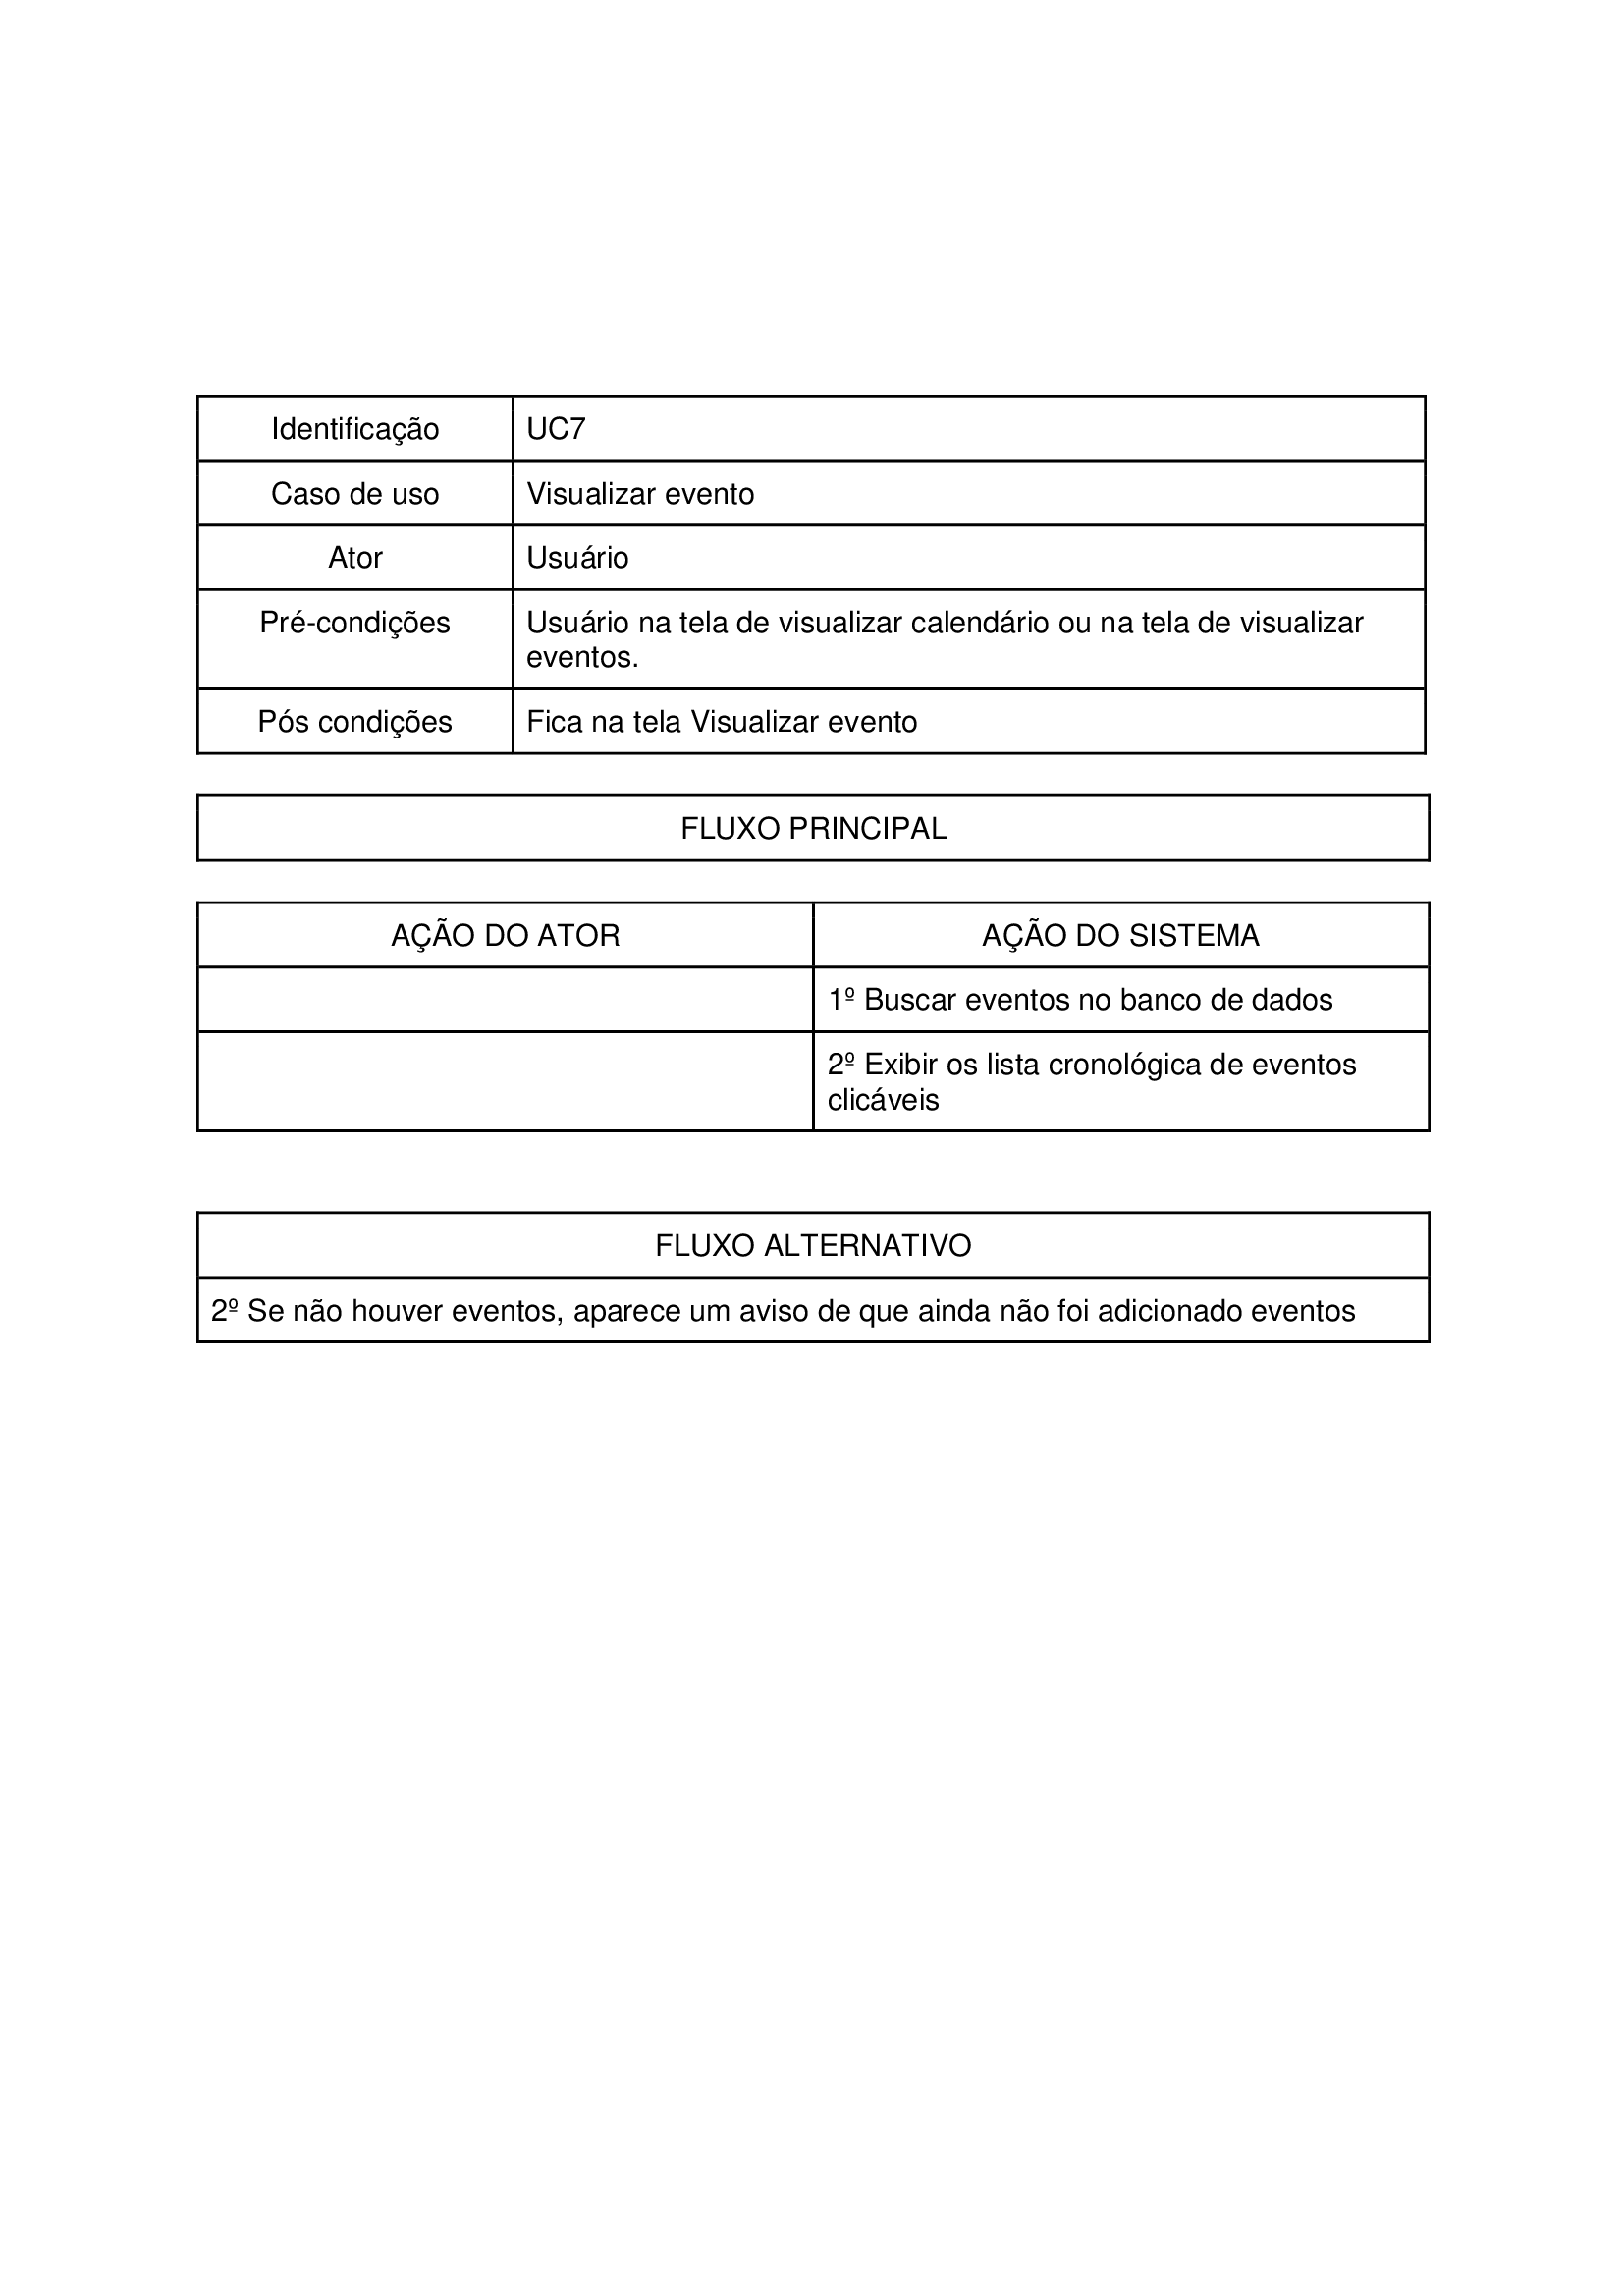 Identificação UC7
Caso de uso Visualizar evento
Ator Usuário
Pré-condições Usuário na tela de visualizar calendário ou na tela de visualizar
eventos.
Pós condições Fica na tela Visualizar evento
FLUXO PRINCIPAL
AÇÃO DO ATOR AÇÃO DO SISTEMA
1º Buscar eventos no banco de dados
2º Exibir os lista cronológica de eventos
clicáveis
FLUXO ALTERNATIVO
2º Se não houver eventos, aparece um aviso de que ainda não foi adicionado eventos